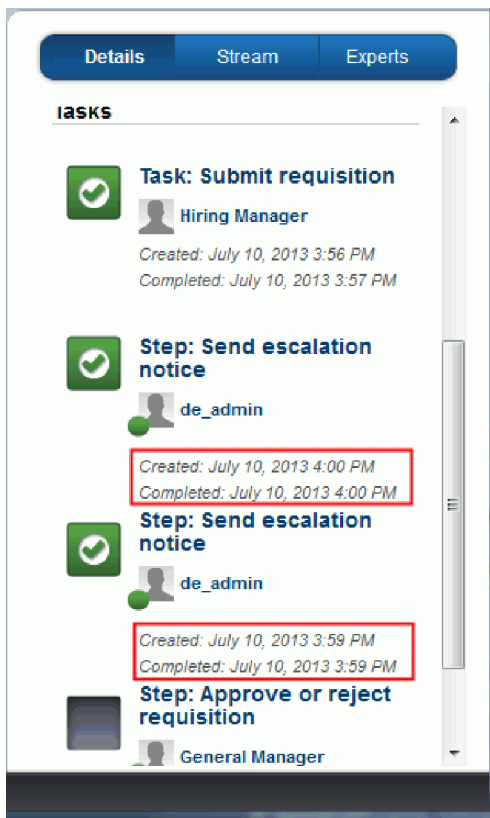 Details Stream Experts
Tasks
Task: Submit requisition
Hiring Manager
Created: July 10, 2013 3:56 PM
Completed: July 10, 2013 3:57 PM
Step: Send escalation
notice
de_admin
Created: July 10, 2013 4:00 PM
Completed: July 10, 2013 4:00 PM
Step: Send escalation
notice
de_admin
Created: July 10, 2013 3:59 PM
Completed: July 10, 2013 3:59 PM
Step: Approve or reject
requisition
General Manager